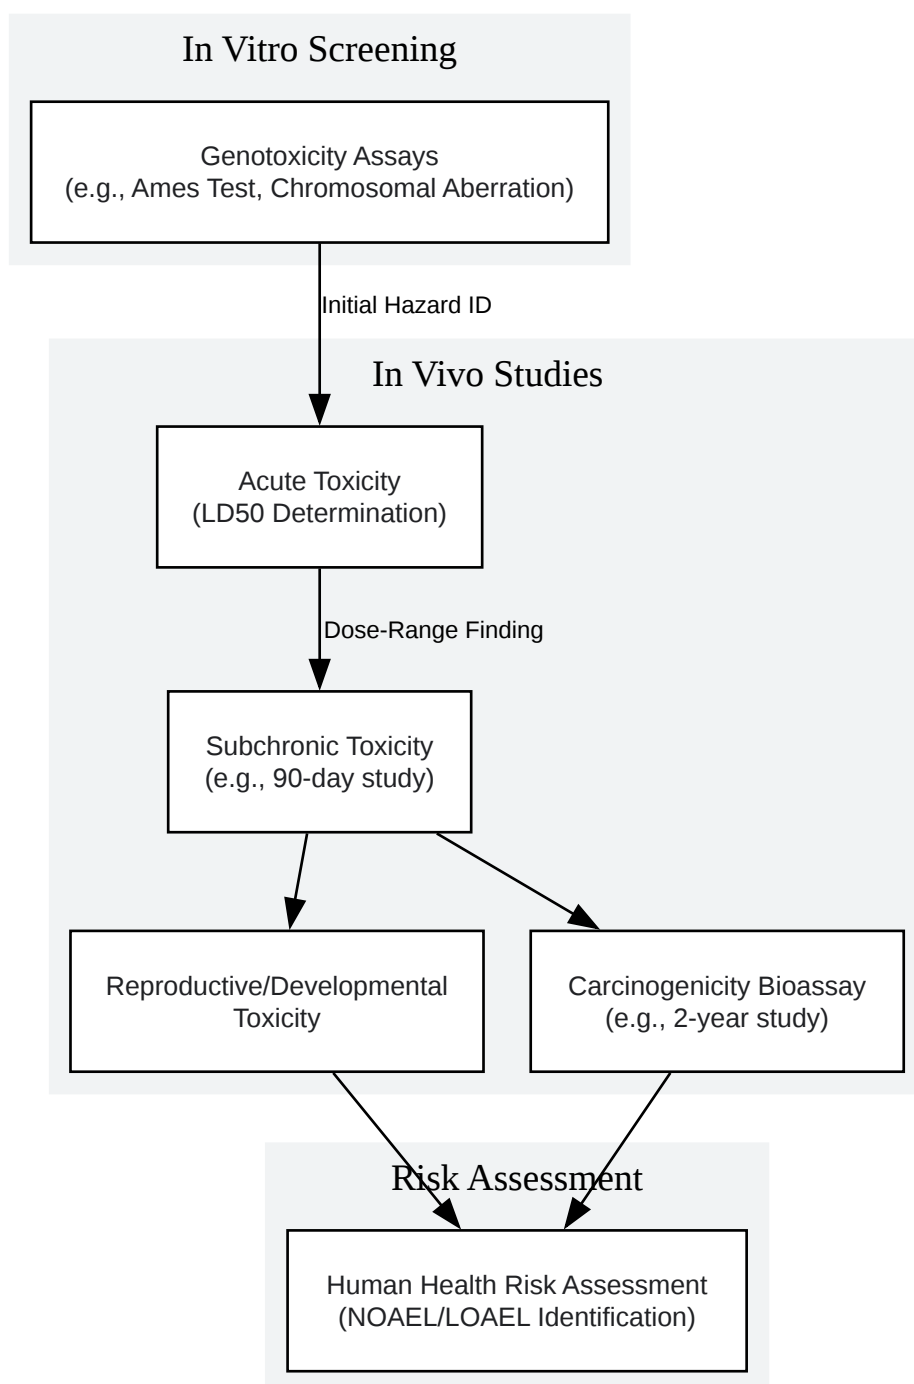 In Vitro Screening
Genotoxicity Assays
(e.g., Ames Test, Chromosomal Aberration)
Initial Hazard ID
In Vivo Studies
Acute Toxicity
(LD50 Determination)
Dose-Range Finding
Subchronic Toxicity
(e.g., 90-day study)
Reproductive/Developmental
Toxicity
Carcinogenicity Bioassay
(e.g., 2-year study)
Risk Assessment
Human Health Risk Assessment
(NOAEL/LOAEL Identification)